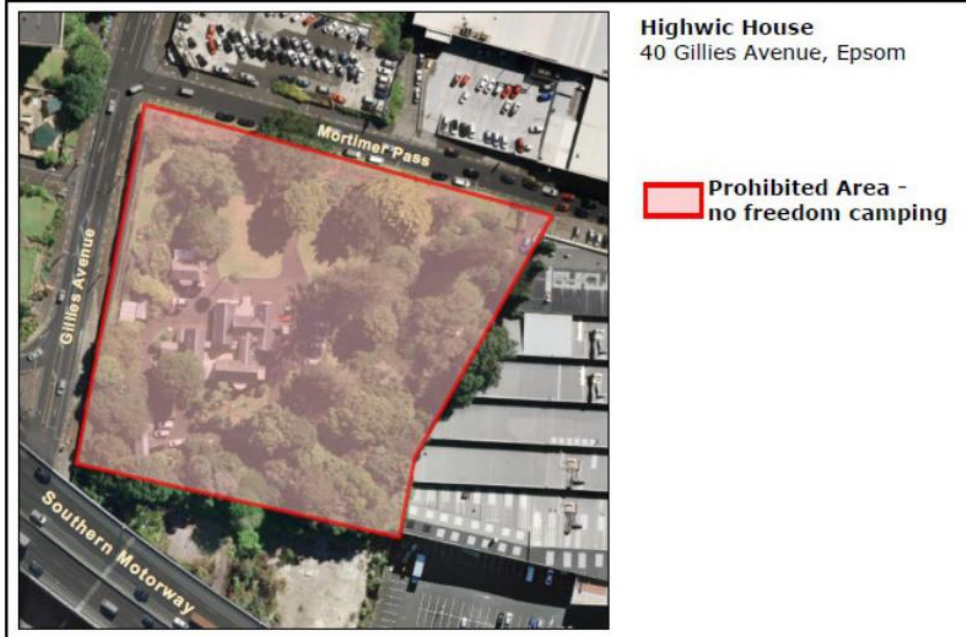 Highwic House
40 Gillies Avenue, Epsom
Mortimer Pass
Prohibited Area -
no freedom camping
Gillies Avenue
Southern Motorway